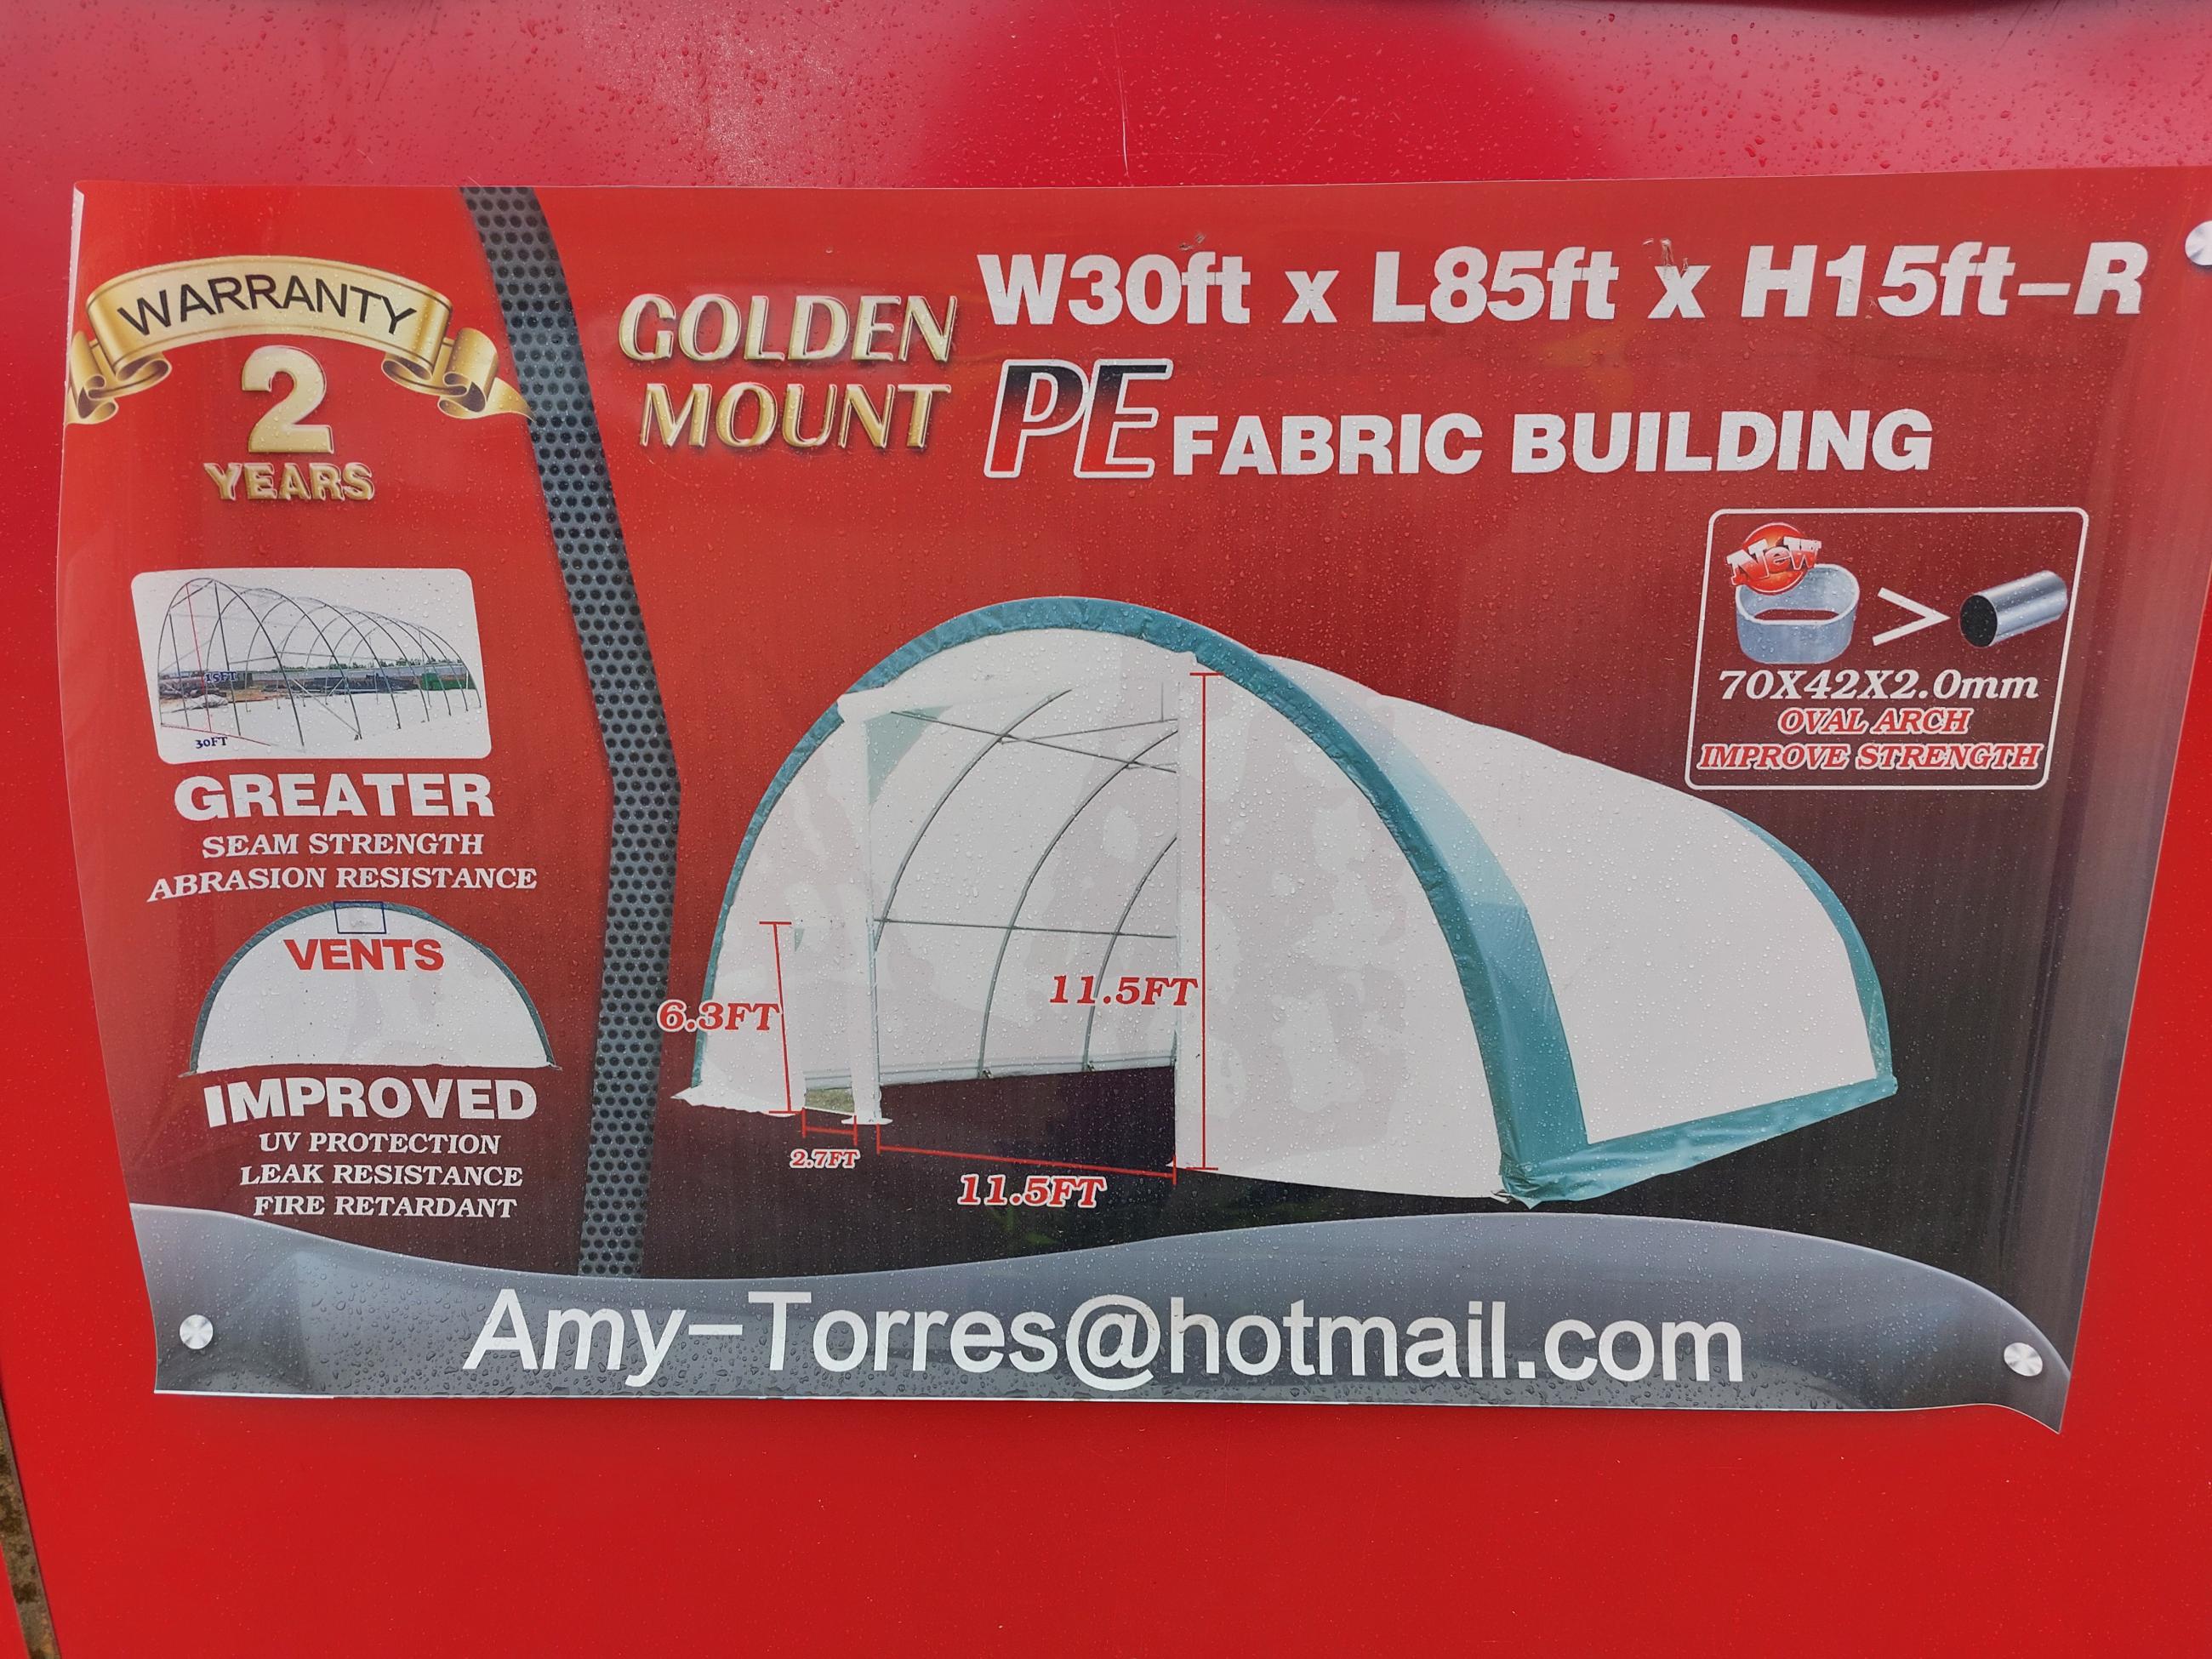 WARRANTY
2
YEARS
GOLDEN
MOUNT
W30ft x L85ft x H15ft-R
PE FABRIC BUILDING
New
>
70X42X2.0mm
OVAL ARCH
IMPROVE STRENGTH
15FT
30FT
GREATER
SEAM STRENGTH
ABRASION RESISTANCE
VENTS
IMPROVED
UV PROTECTION
LEAK RESISTANCE
FIRE RETARDANT
6.3FT
11.5FT
2.7FT
11.5FT
Amy-Torres@hotmail.com